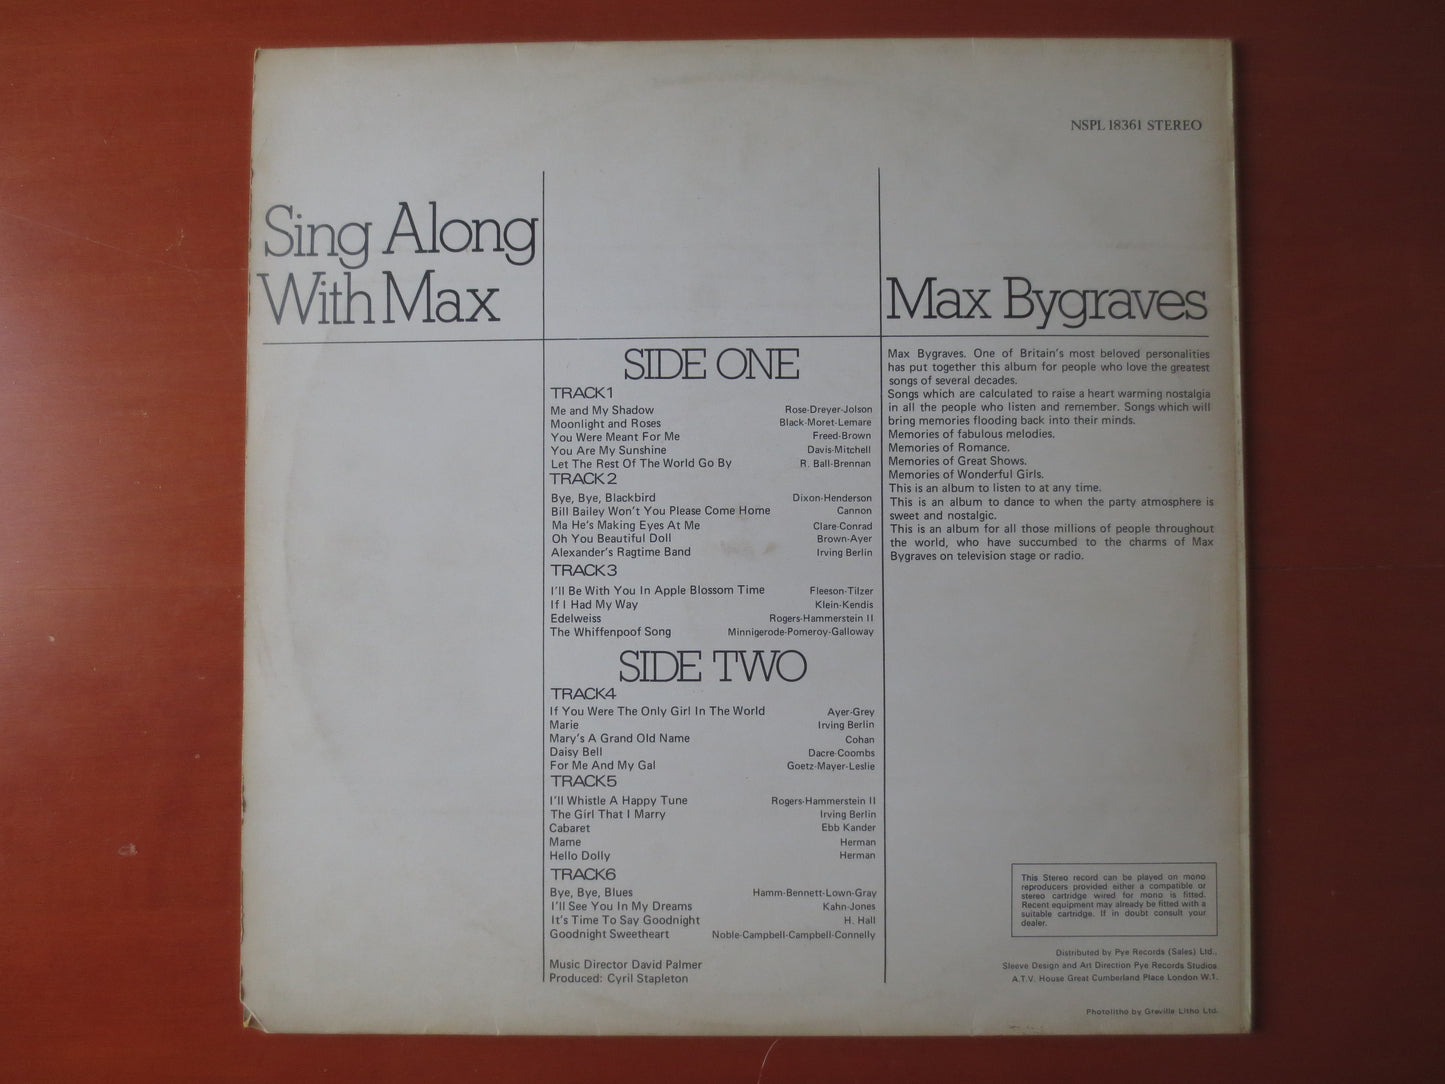 NSPL 18361 STEREO
Sing Along
With Max
Max Bygraves
SIDE ONE
TRACK 1
Me and My Shadow Rose-Dreyer-Jolson
Moonlight and Roses Black-Moret-Lemare
You Were Meant For Me Freed-Brown
You Are My Sunshine Davis-Mitchell
Let The Rest Of The World Go By R. Ball-Brennan
TRACK 2
Bye, Bye, Blackbird Dixon-Henderson
Bill Bailey Won't You Please Come Home Cannon
Ma He's Making Eyes At Me Clare-Conrad
Oh You Beautiful Doll Brown-Ayer
Alexander's Ragtime Band Irving Berlin
TRACK 3
I'll Be With You In Apple Blossom Time Fleeson-Tilzer
If I Had My Way Klein-Kendis
Edelweiss Rogers-Hammerstein II
The Whiffenpoof Song Minnigerode-Pomeroy-Galloway
SIDE TWO
TRACK 4
If You Were The Only Girl In The World Ayer-Grey
Marie Irving Berlin
Mary's A Grand Old Name Cohan
Daisy Bell Dacre-Coombs
For Me And My Gal Goetz-Mayer-Leslie
TRACK 5
I'll Whistle A Happy Tune Rogers-Hammerstein II
The Girl That I Marry Irving Berlin
Cabaret Ebb Kander
Mame Herman
Hello Dolly Herman
TRACK 6
Bye, Bye, Blues Hamm-Bennett-Lown-Gray
I'll See You In My Dreams Kahn-Jones
It's Time To Say Goodnight H. Hall
Goodnight Sweetheart Noble-Campbell-Campbell-Connelly
Music Director David Palmer
Produced: Cyril Stapleton
Max Bygraves. One of Britain's most beloved personalities
has put together this album for people who love the greatest
songs of several decades.
Songs which are calculated to raise a heart warming nostalgia
in all the people who listen and remember. Songs which will
bring memories flooding back into their minds.
Memories of fabulous melodies.
Memories of Romance.
Memories of Great Shows.
Memories of Wonderful Girls.
This is an album to listen to at any time.
This is an album to dance to when the party atmosphere is
sweet and nostalgic.
This is an album for all those millions of people throughout
the world, who have succumbed to the charms of Max
Bygraves on television stage or radio.
This Stereo record can be played on mono
reproducers provided either a compatible or
stereo cartridge wired for mono is fitted.
Recent equipment may already be fitted with a
suitable cartridge. If in doubt consult your
dealer.
Distributed by Pye Records (Sales) Ltd.,
Sleeve Design and Art Direction Pye Records Studios
A.T.V. House Great Cumberland Place London W.1.
Photolitho by Greville Litho Ltd.